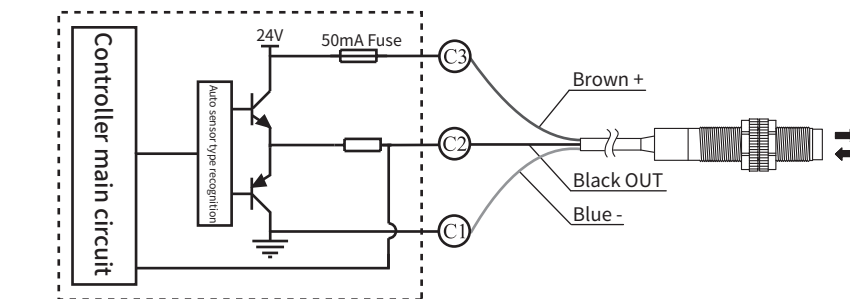 Controller main circuit
Auto sensor type recognition
24V
50mA Fuse
C3
C2
C1
Brown +
Black OUT
Blue -